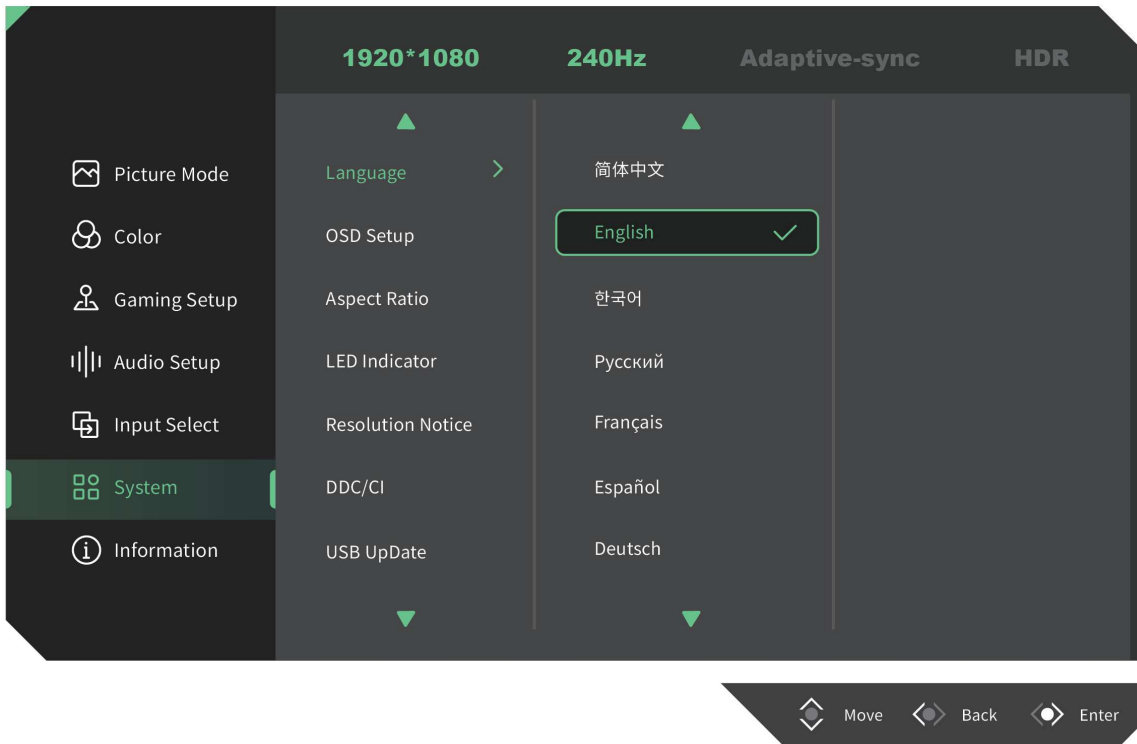 1920*1080 240Hz Adaptive-sync HDR
Picture Mode
Color
Gaming Setup
Audio Setup
Input Select
System
Information
Language
OSD Setup
Aspect Ratio
LED Indicator
Resolution Notice
DDC/CI
USB UpDate
简体中文
English
한국어
Русский
Français
Español
Deutsch
Move Back Enter